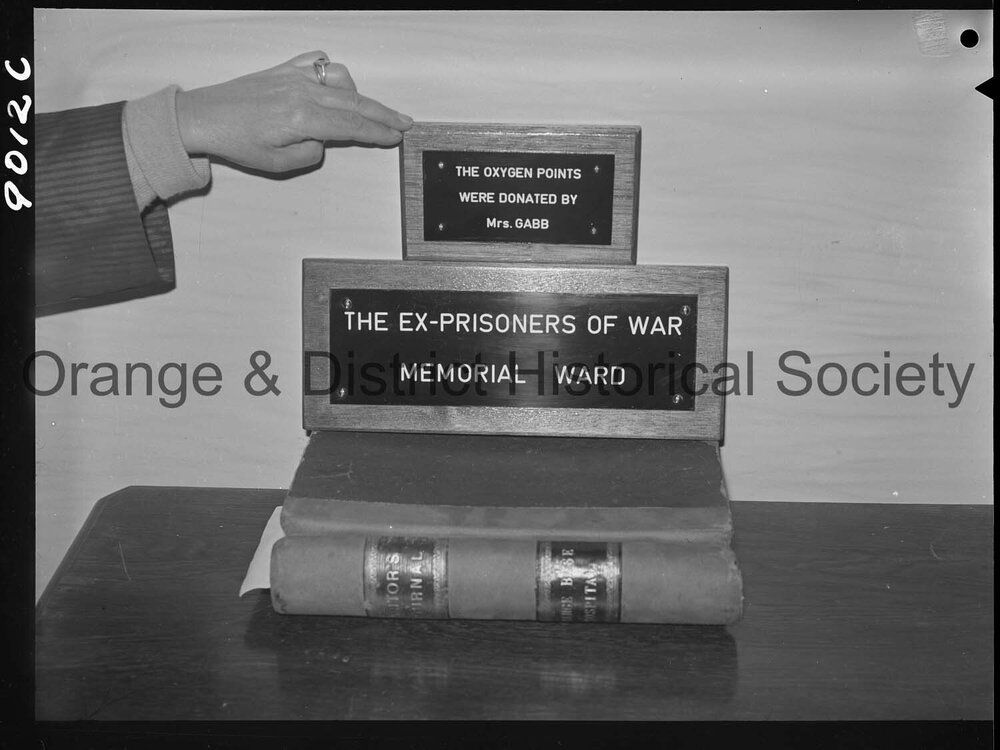 9012C
THE OXYGEN POINTS
WERE DONATED BY
Mrs. GABB
THE EX-PRISONERS OF WAR
MEMORIAL WARD
Orange & District Historical Society